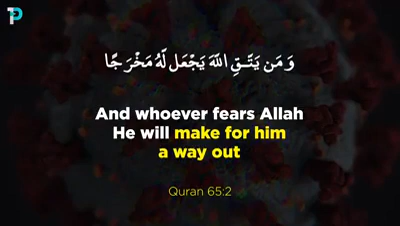 وَمَن يَتَّقِ اللَّهَ يَجْعَل لَّهُ مَخْرَجًا
And whoever fears Allah
He will make for him
a way out
Quran 65:2